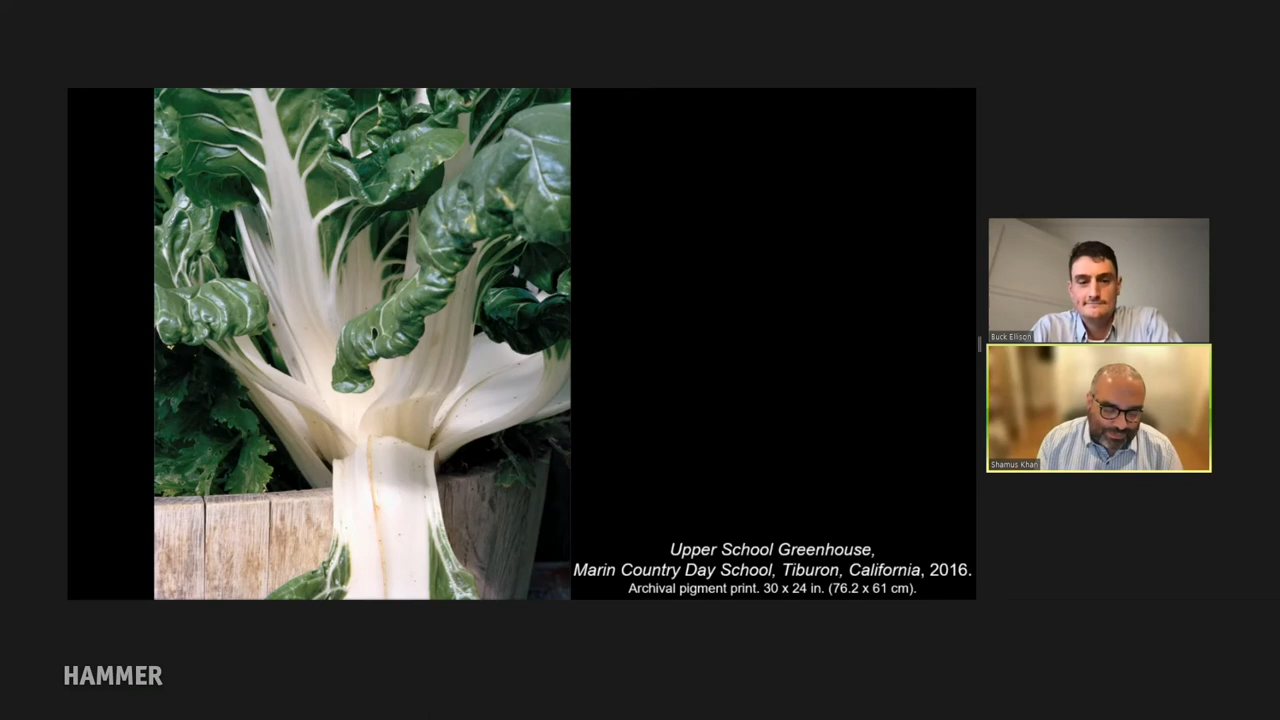 Upper School Greenhouse,
Marin Country Day School, Tiburon, California, 2016.
Archival pigment print. 30 x 24 in. (76.2 x 61 cm).
Buck Ellison
Shamus Khan
HAMMER